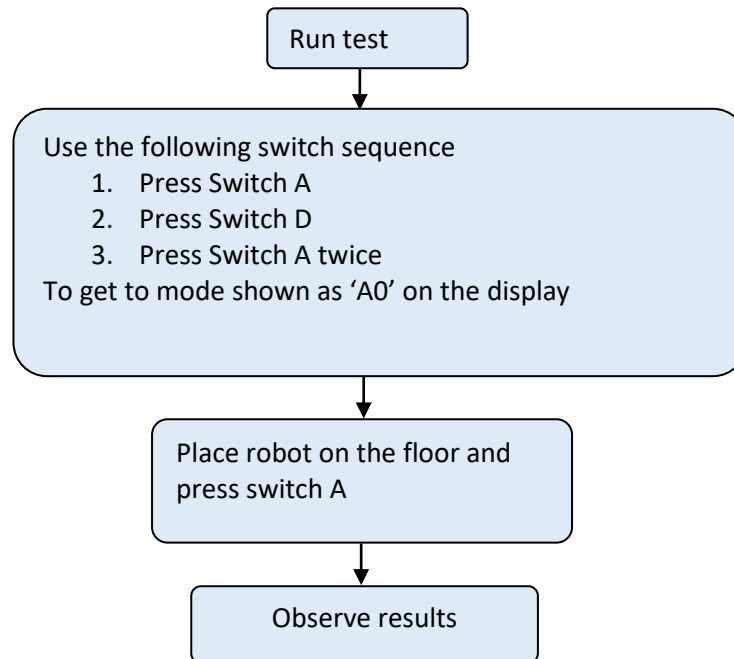 Run test
Use the following switch sequence
1. Press Switch A
2. Press Switch D
3. Press Switch A twice
To get to mode shown as ‘A0’ on the display
Place robot on the floor and
press switch A
Observe results